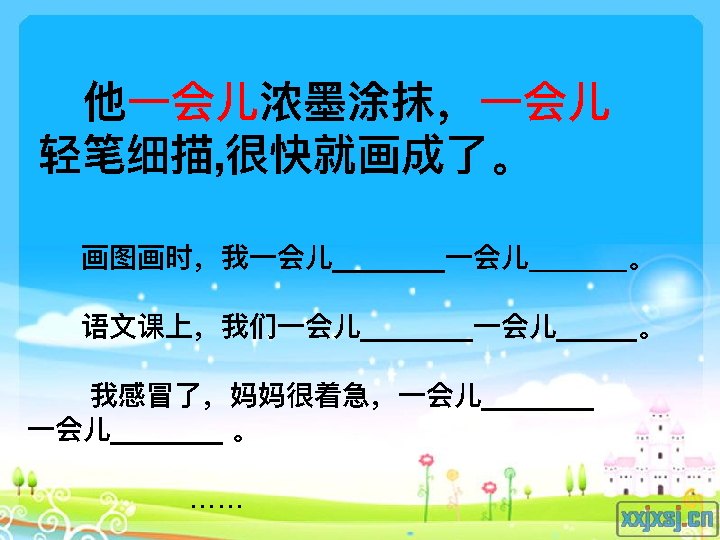 他一会儿浓墨涂抹，一会儿
轻笔细描,很快就画成了。
画图画时，我一会儿________一会儿_______。
语文课上，我们一会儿________一会儿______。
我感冒了，妈妈很着急，一会儿________
一会儿________ 。
……
xxjxsj.cn